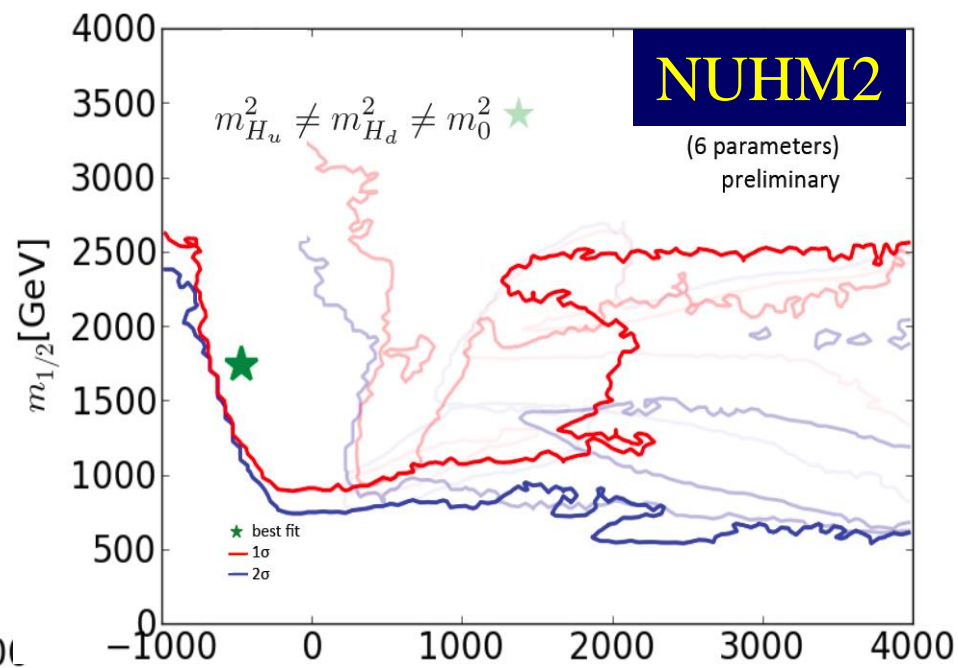 4000
NUHM2
3500
m²_{H_u} ≠ m²_{H_d} ≠ m²_0
(6 parameters)
preliminary
3000
2500
2000
1500
1000
500
0
m_{1/2}[GeV]
best fit
1σ
2σ
−1000 0 1000 2000 3000 4000